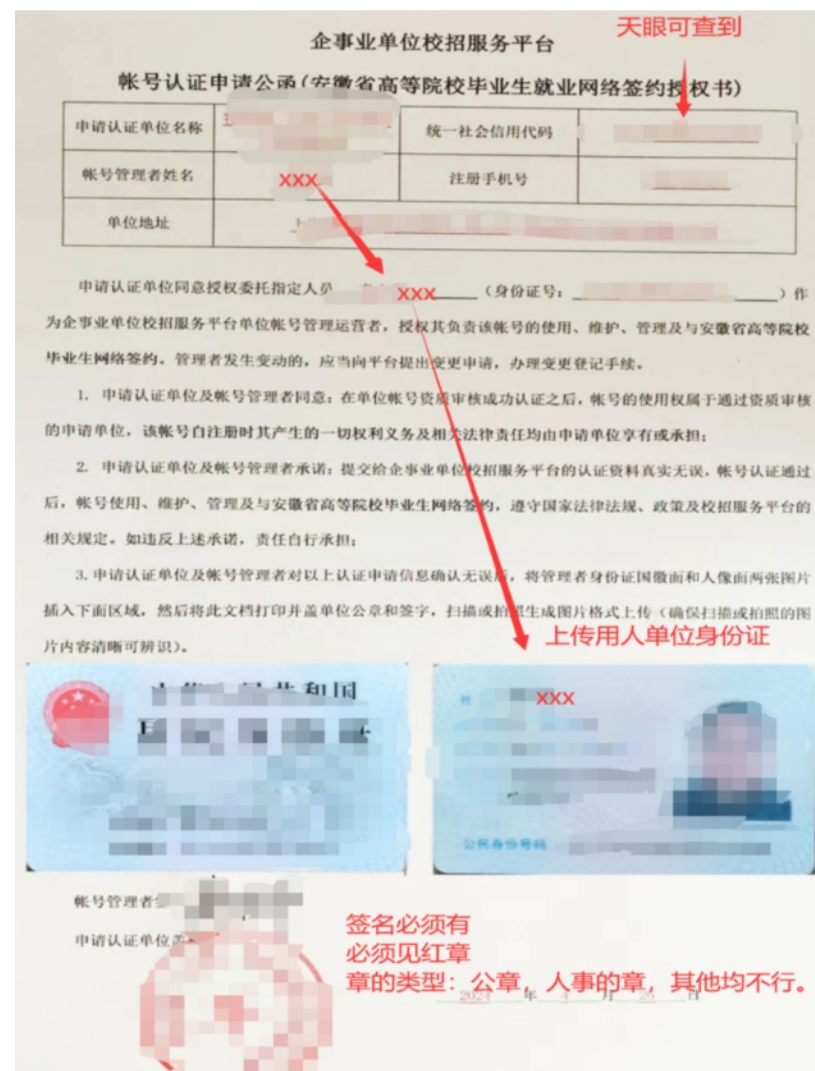 天眼可查到
企事业单位校招服务平台
帐号认证申请公函(安徽省高等院校毕业生就业网络签约授权书)
申请认证单位名称
统一社会信用代码
帐号管理者姓名
XXX
注册手机号
单位地址
申请认证单位同意授权委托指定人员 XXX （身份证号：）作
为企事业单位校招服务平台单位帐号管理运营者，授权其负责该帐号的使用、维护、管理及与安徽省高等院校
毕业生网络签约。管理者发生变动的，应当向平台提出变更申请，办理变更登记手续。
1. 申请认证单位及帐号管理者同意：在单位帐号资质审核成功认证之后，帐号的使用权属于通过资质审核
的申请单位，该帐号自注册时其产生的一切权利义务及相关法律责任均由申请单位享有或承担；
2. 申请认证单位及帐号管理者承诺：提交给企事业单位校招服务平台的认证资料真实无误，帐号认证通过
后，帐号使用、维护、管理及与安徽省高等院校毕业生网络签约，遵守国家法律法规、政策及校招服务平台的
相关规定。如违反上述承诺，责任自行承担；
3.申请认证单位及帐号管理者对以上认证申请信息确认无误后，将管理者身份证国徽面和人像面两张图片
插入下面区域，然后将此文档打印并盖单位公章和签字，扫描或拍照生成图片格式上传（确保扫描或拍照的图
片内容清晰可辨识）。
上传用人单位身份证
XXX
公民身份号码
帐号管理者
申请认证单位盖
签名必须有
必须见红章
章的类型：公章，人事的章，其他均不行。
2024 年 4 月 26 日